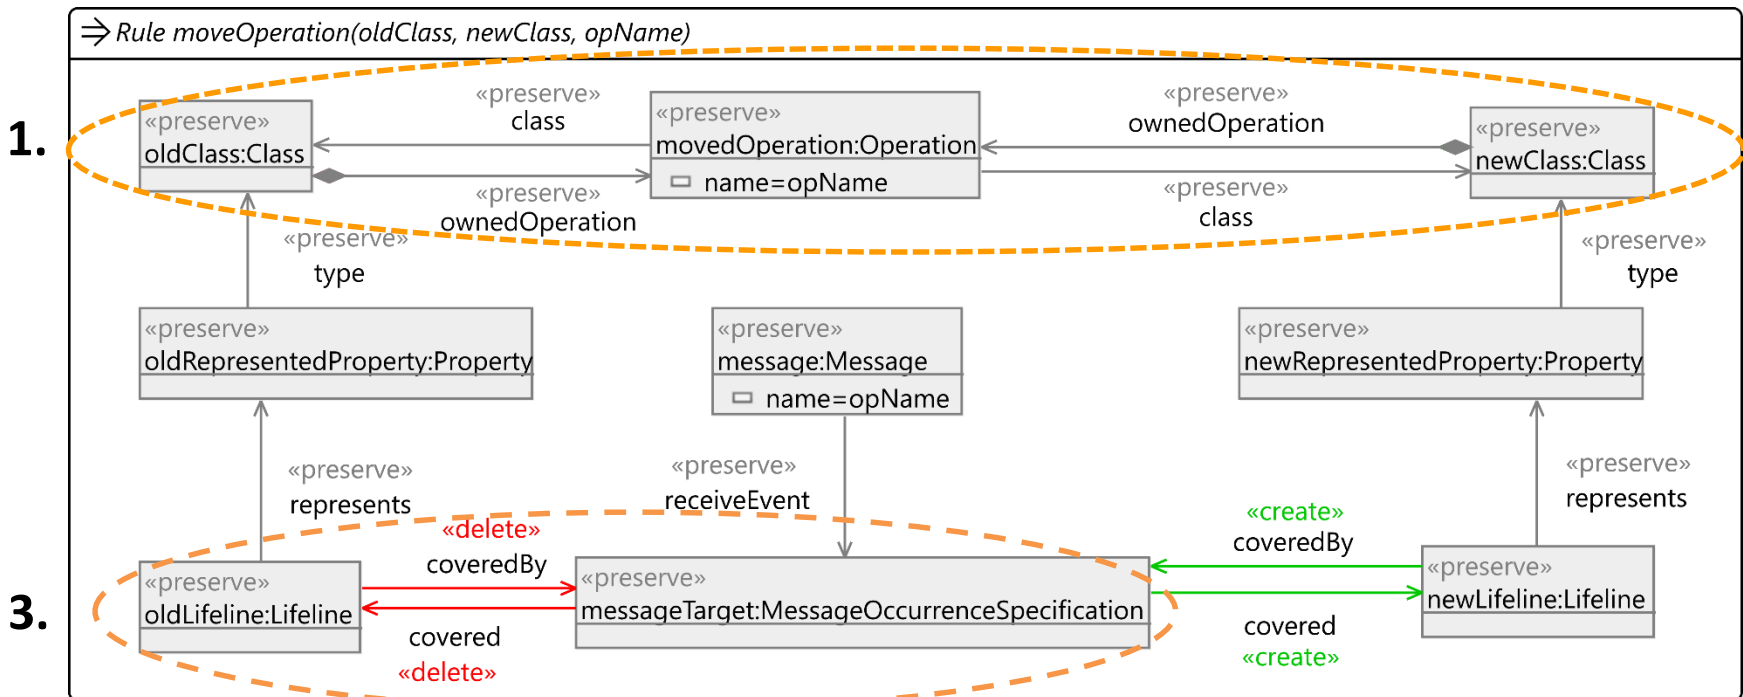 Rule moveOperation(oldClass, newClass, opName)
1.
«preserve»
oldClass:Class
«preserve»
class
«preserve»
ownedOperation
«preserve»
movedOperation:Operation
name=opName
«preserve»
ownedOperation
«preserve»
class
«preserve»
newClass:Class
«preserve»
type
«preserve»
type
«preserve»
oldRepresentedProperty:Property
«preserve»
message:Message
name=opName
«preserve»
newRepresentedProperty:Property
«preserve»
represents
«preserve»
receiveEvent
«preserve»
represents
3.
«preserve»
oldLifeline:Lifeline
«delete»
coveredBy
covered
«delete»
«preserve»
messageTarget:MessageOccurrenceSpecification
«create»
coveredBy
covered
«create»
«preserve»
newLifeline:Lifeline